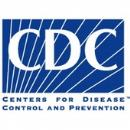 CDC
CENTERS FOR DISEASE™
CONTROL AND PREVENTION